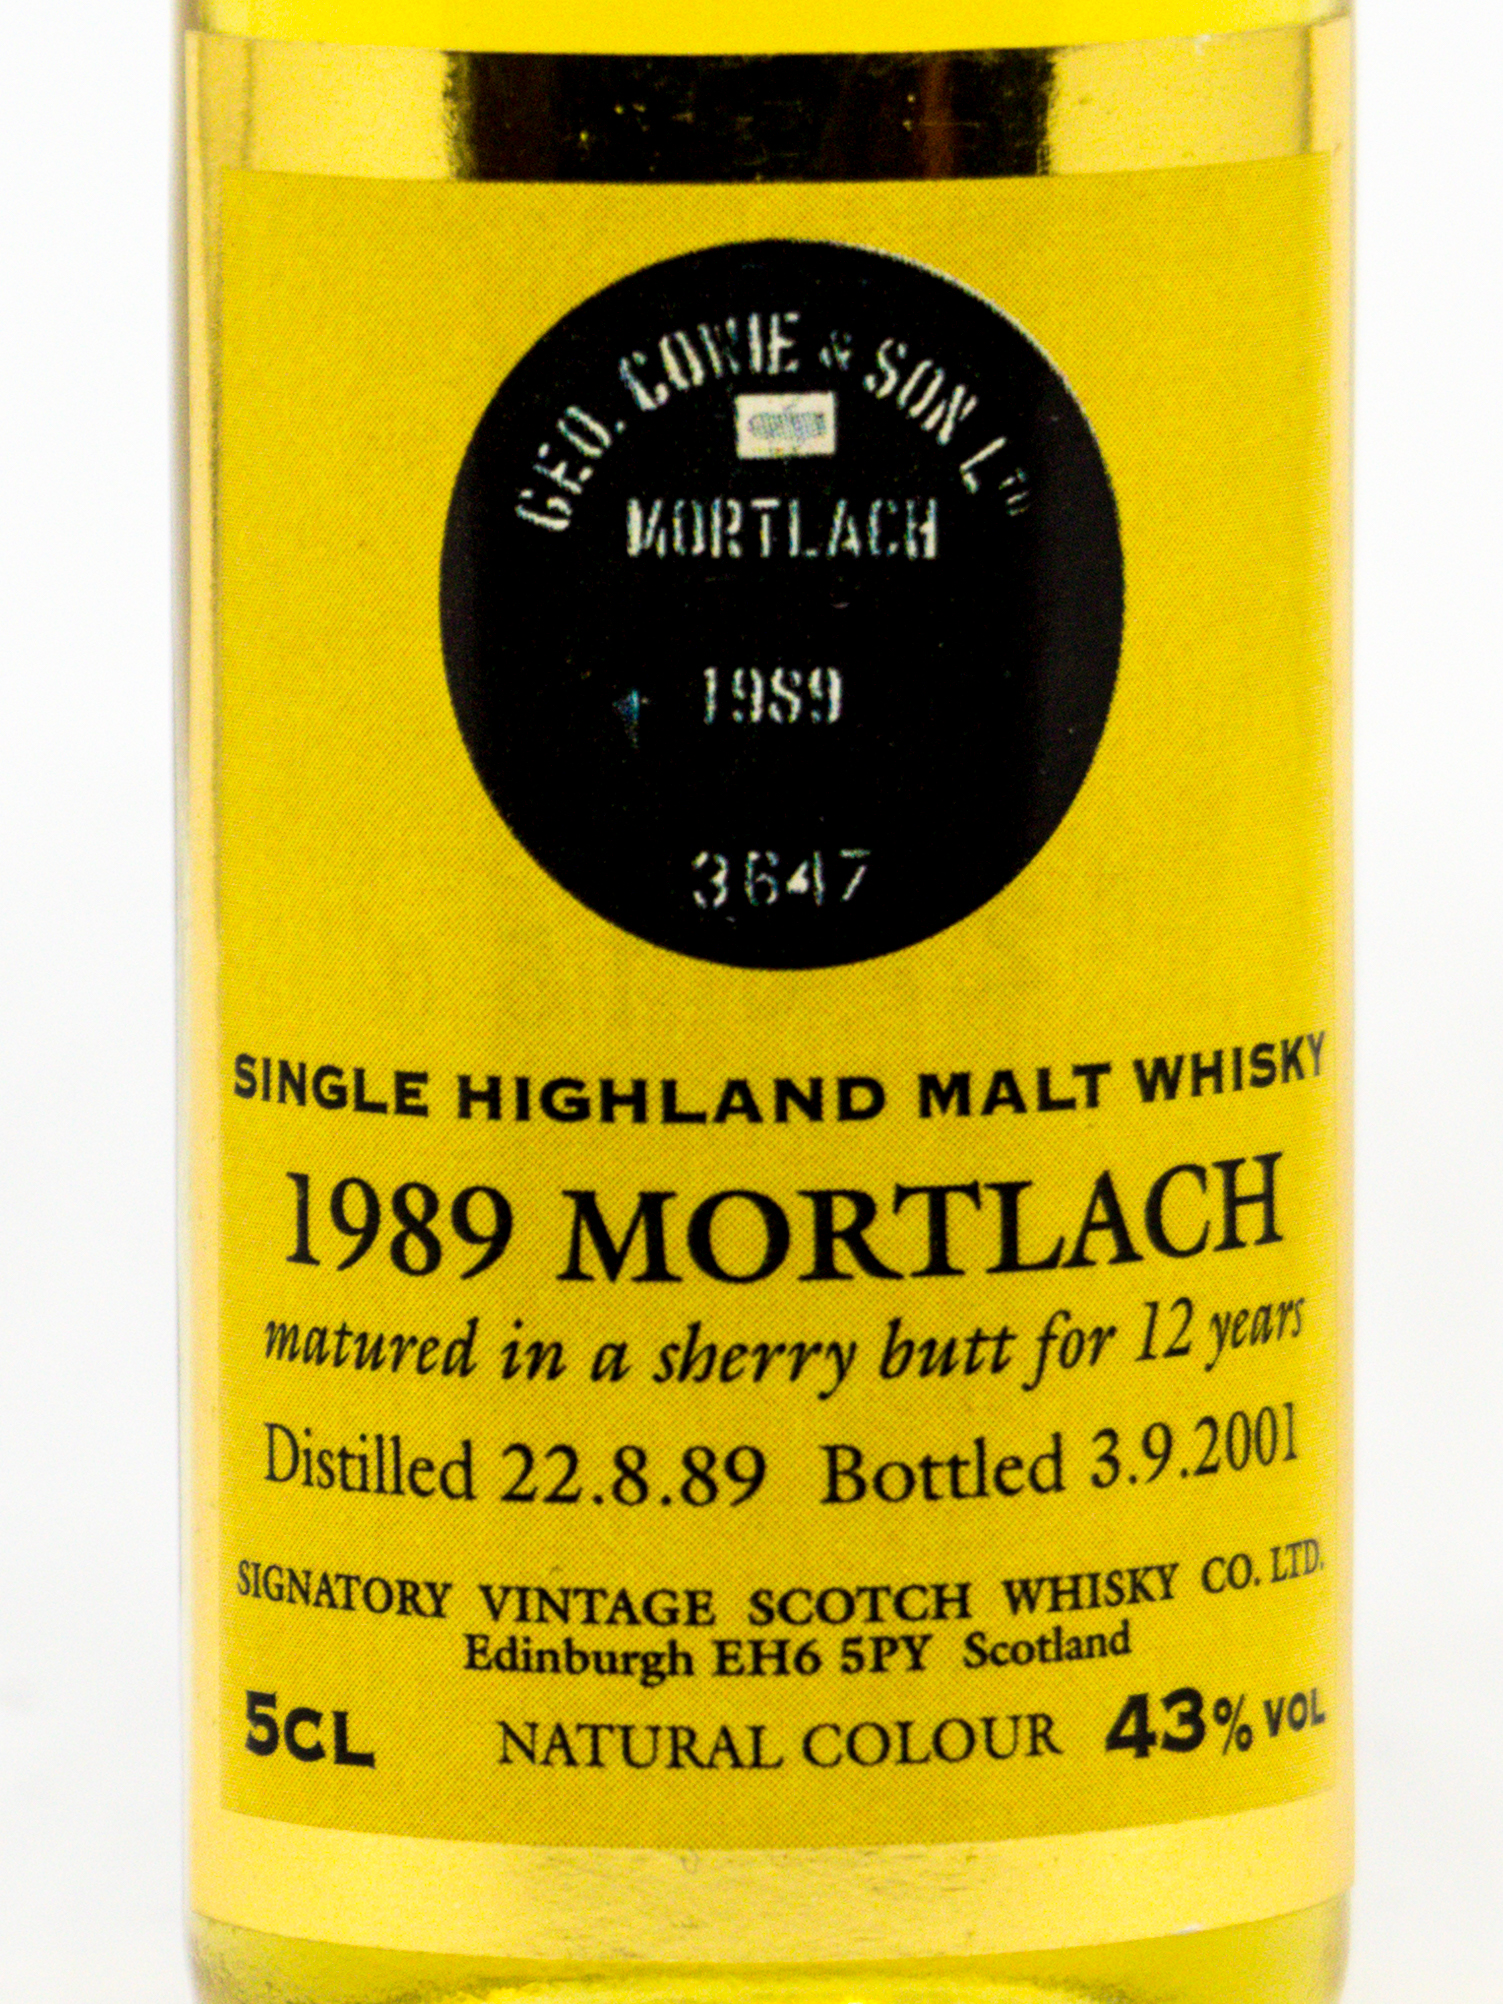 GEO. COWIE & SON LTD
MORTLACH
1989
3647
SINGLE HIGHLAND MALT WHISKY
1989 MORTLACH
matured in a sherry butt for 12 years
Distilled 22.8.89 Bottled 3.9.2001
SIGNATORY VINTAGE SCOTCH WHISKY CO. LTD.
Edinburgh EH6 5PY Scotland
5CL NATURAL COLOUR 43% VOL